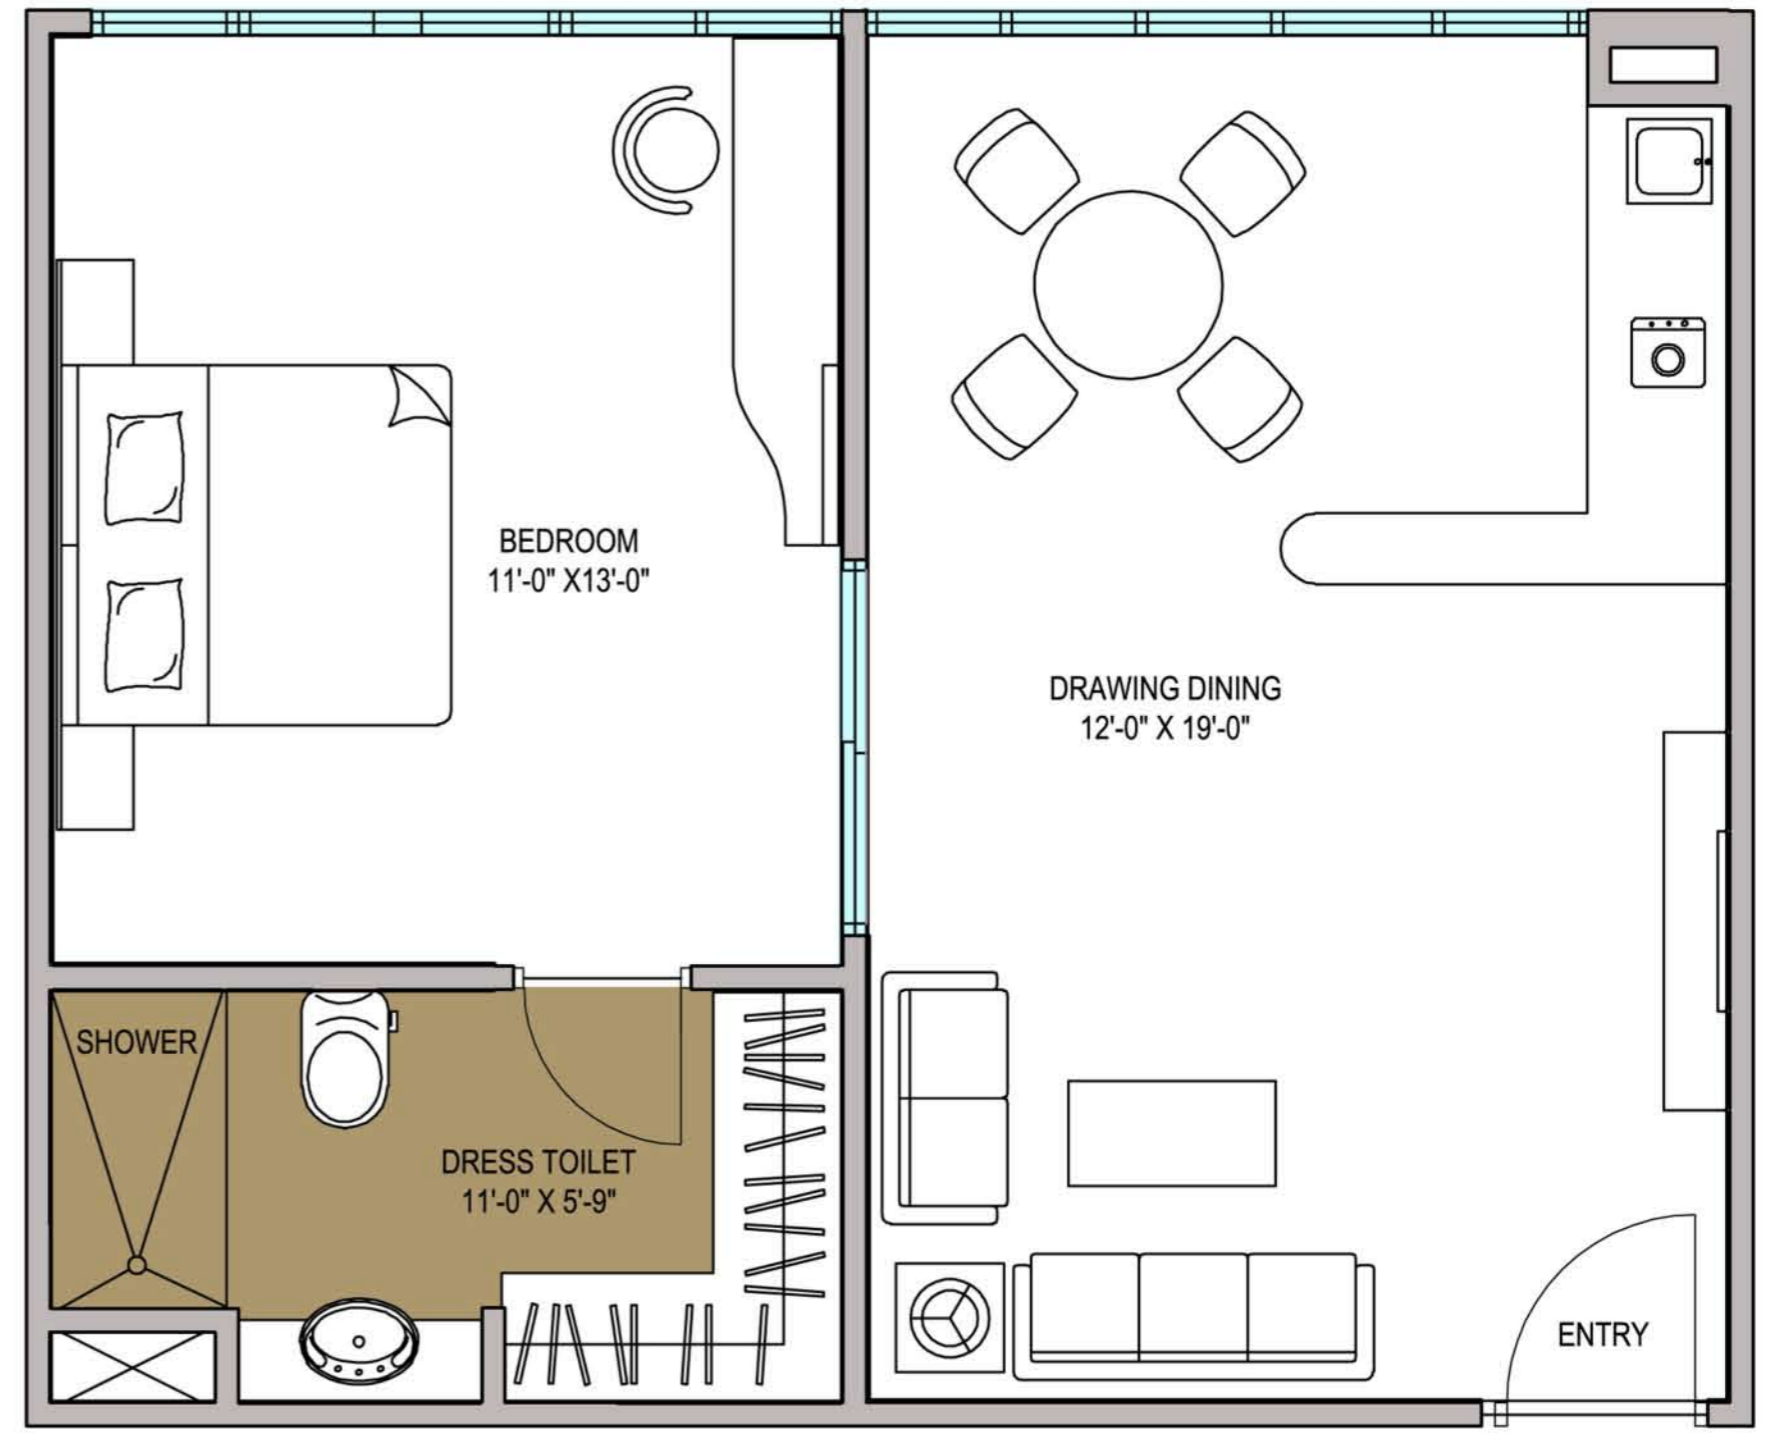 BEDROOM
11'-0" X13'-0"
DRAWING DINING
12'-0" X 19'-0"
SHOWER
DRESS TOILET
11'-0" X 5'-9"
ENTRY